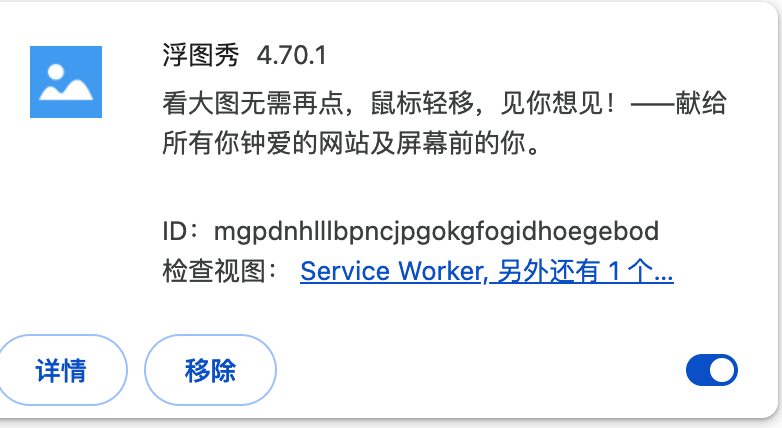 浮图秀 4.70.1
看大图无需再点，鼠标轻移，见你想见！——献给
所有你钟爱的网站及屏幕前的你。
ID：mgpdnhlllbpncjpgokgfogidhoegebod
检查视图： Service Worker, 另外还有 1 个...
详情 移除